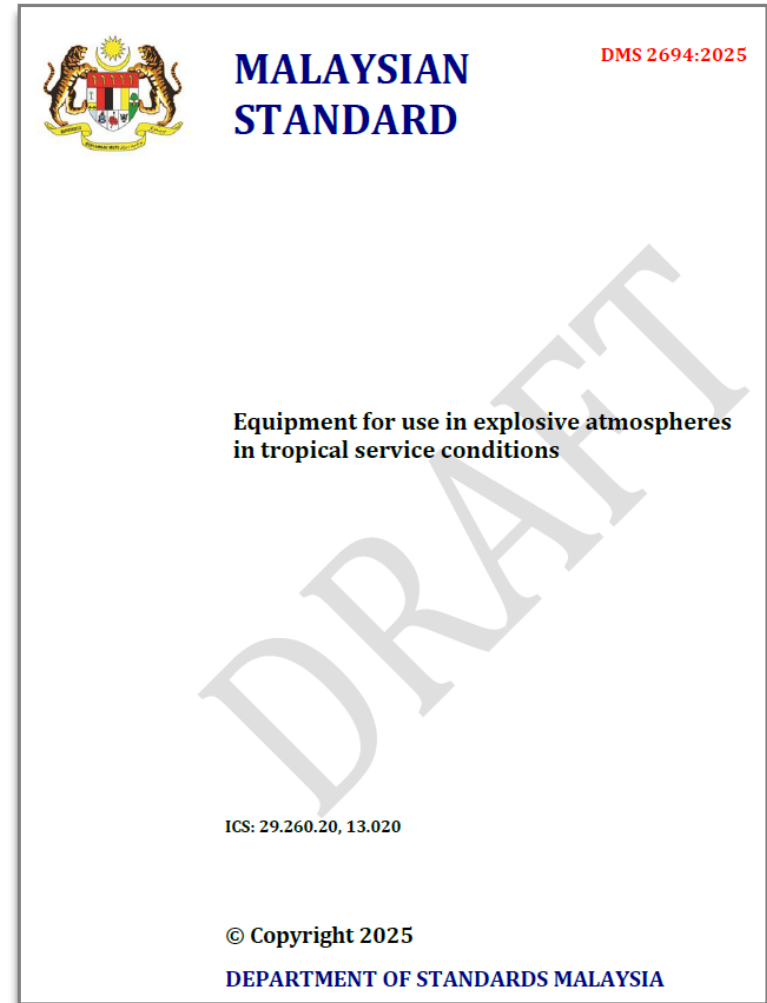 MALAYSIAN
STANDARD
DMS 2694:2025
Equipment for use in explosive atmospheres
in tropical service conditions
DRAFT
ICS: 29.260.20, 13.020
© Copyright 2025
DEPARTMENT OF STANDARDS MALAYSIA